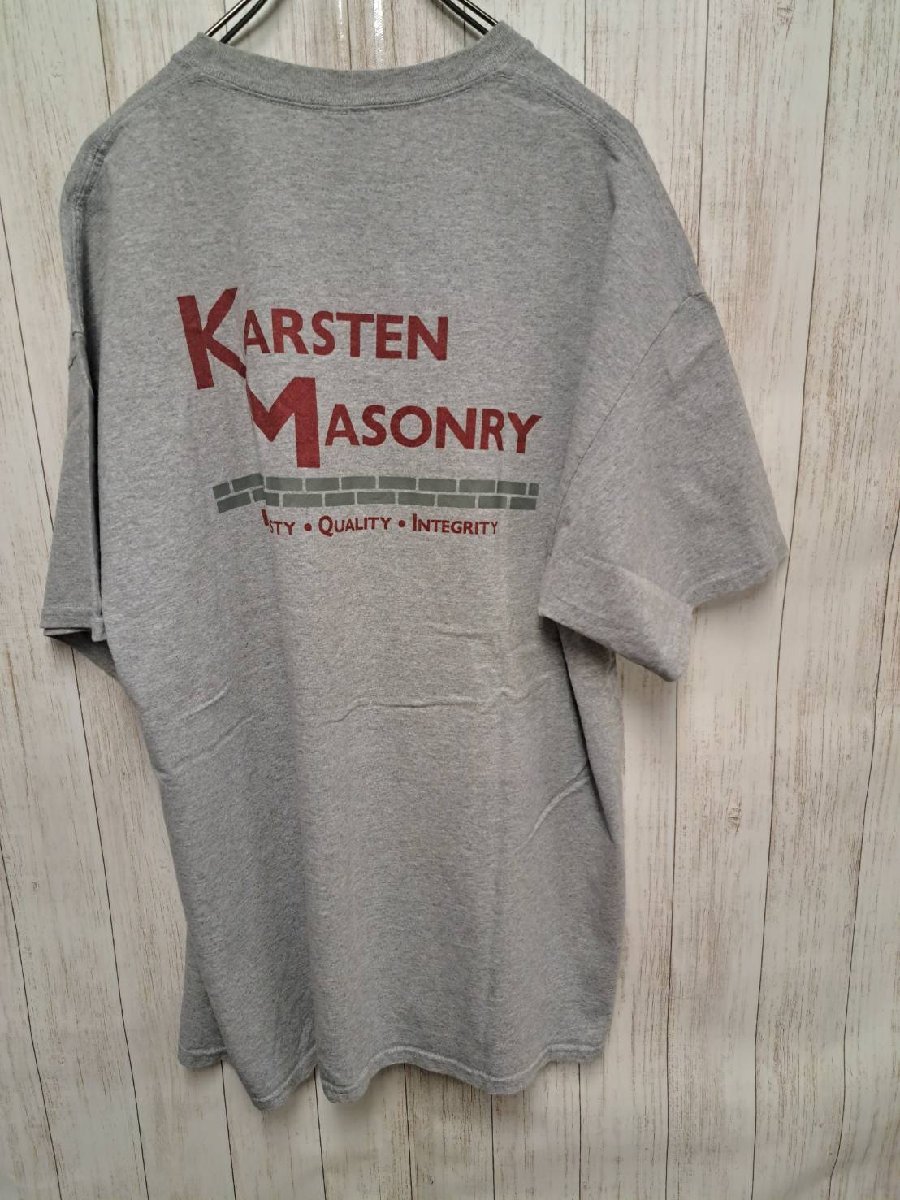 KARSTEN
MASONRY
• QUALITY • INTEGRITY